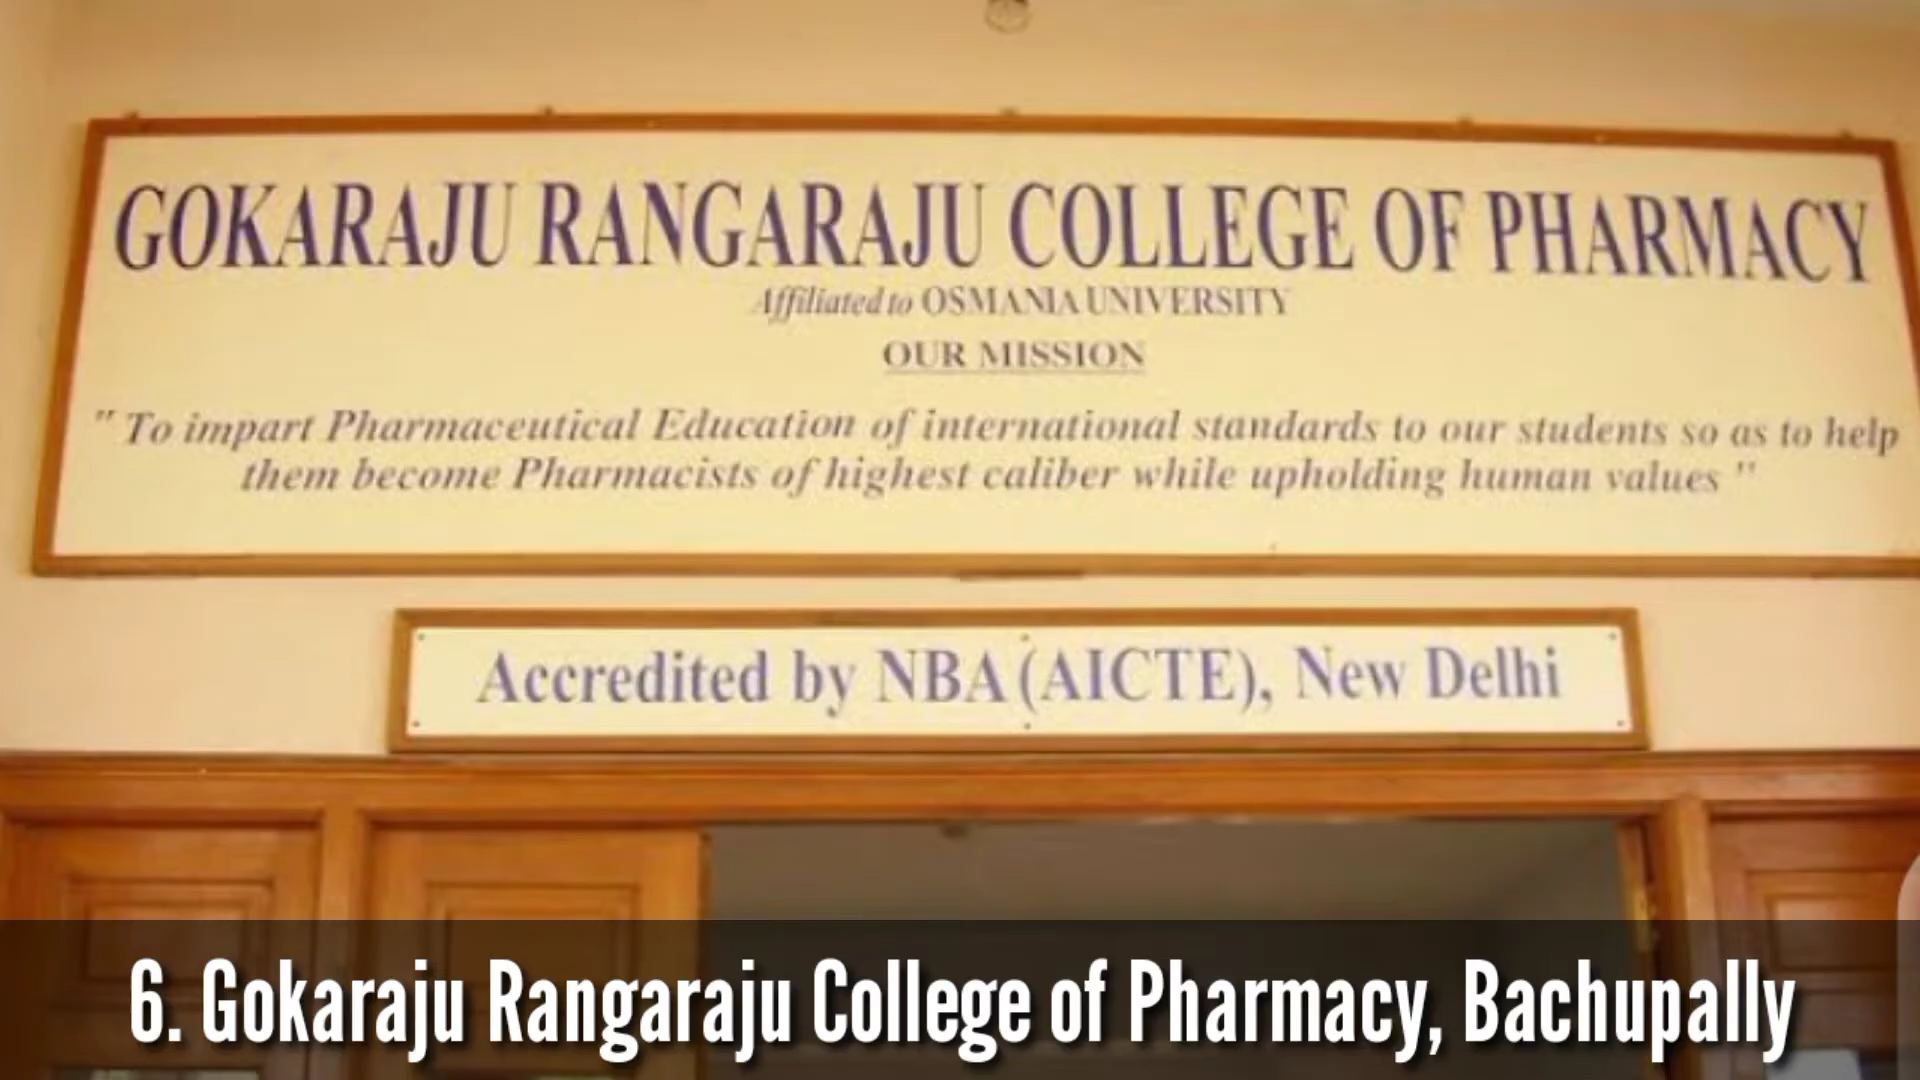 GOKARAJU RANGARAJU COLLEGE OF PHARMACY
Affiliated to OSMANIA UNIVERSITY
OUR MISSION
" To impart Pharmaceutical Education of international standards to our students so as to help
them become Pharmacists of highest caliber while upholding human values "
Accredited by NBA (AICTE), New Delhi
6. Gokaraju Rangaraju College of Pharmacy, Bachupally